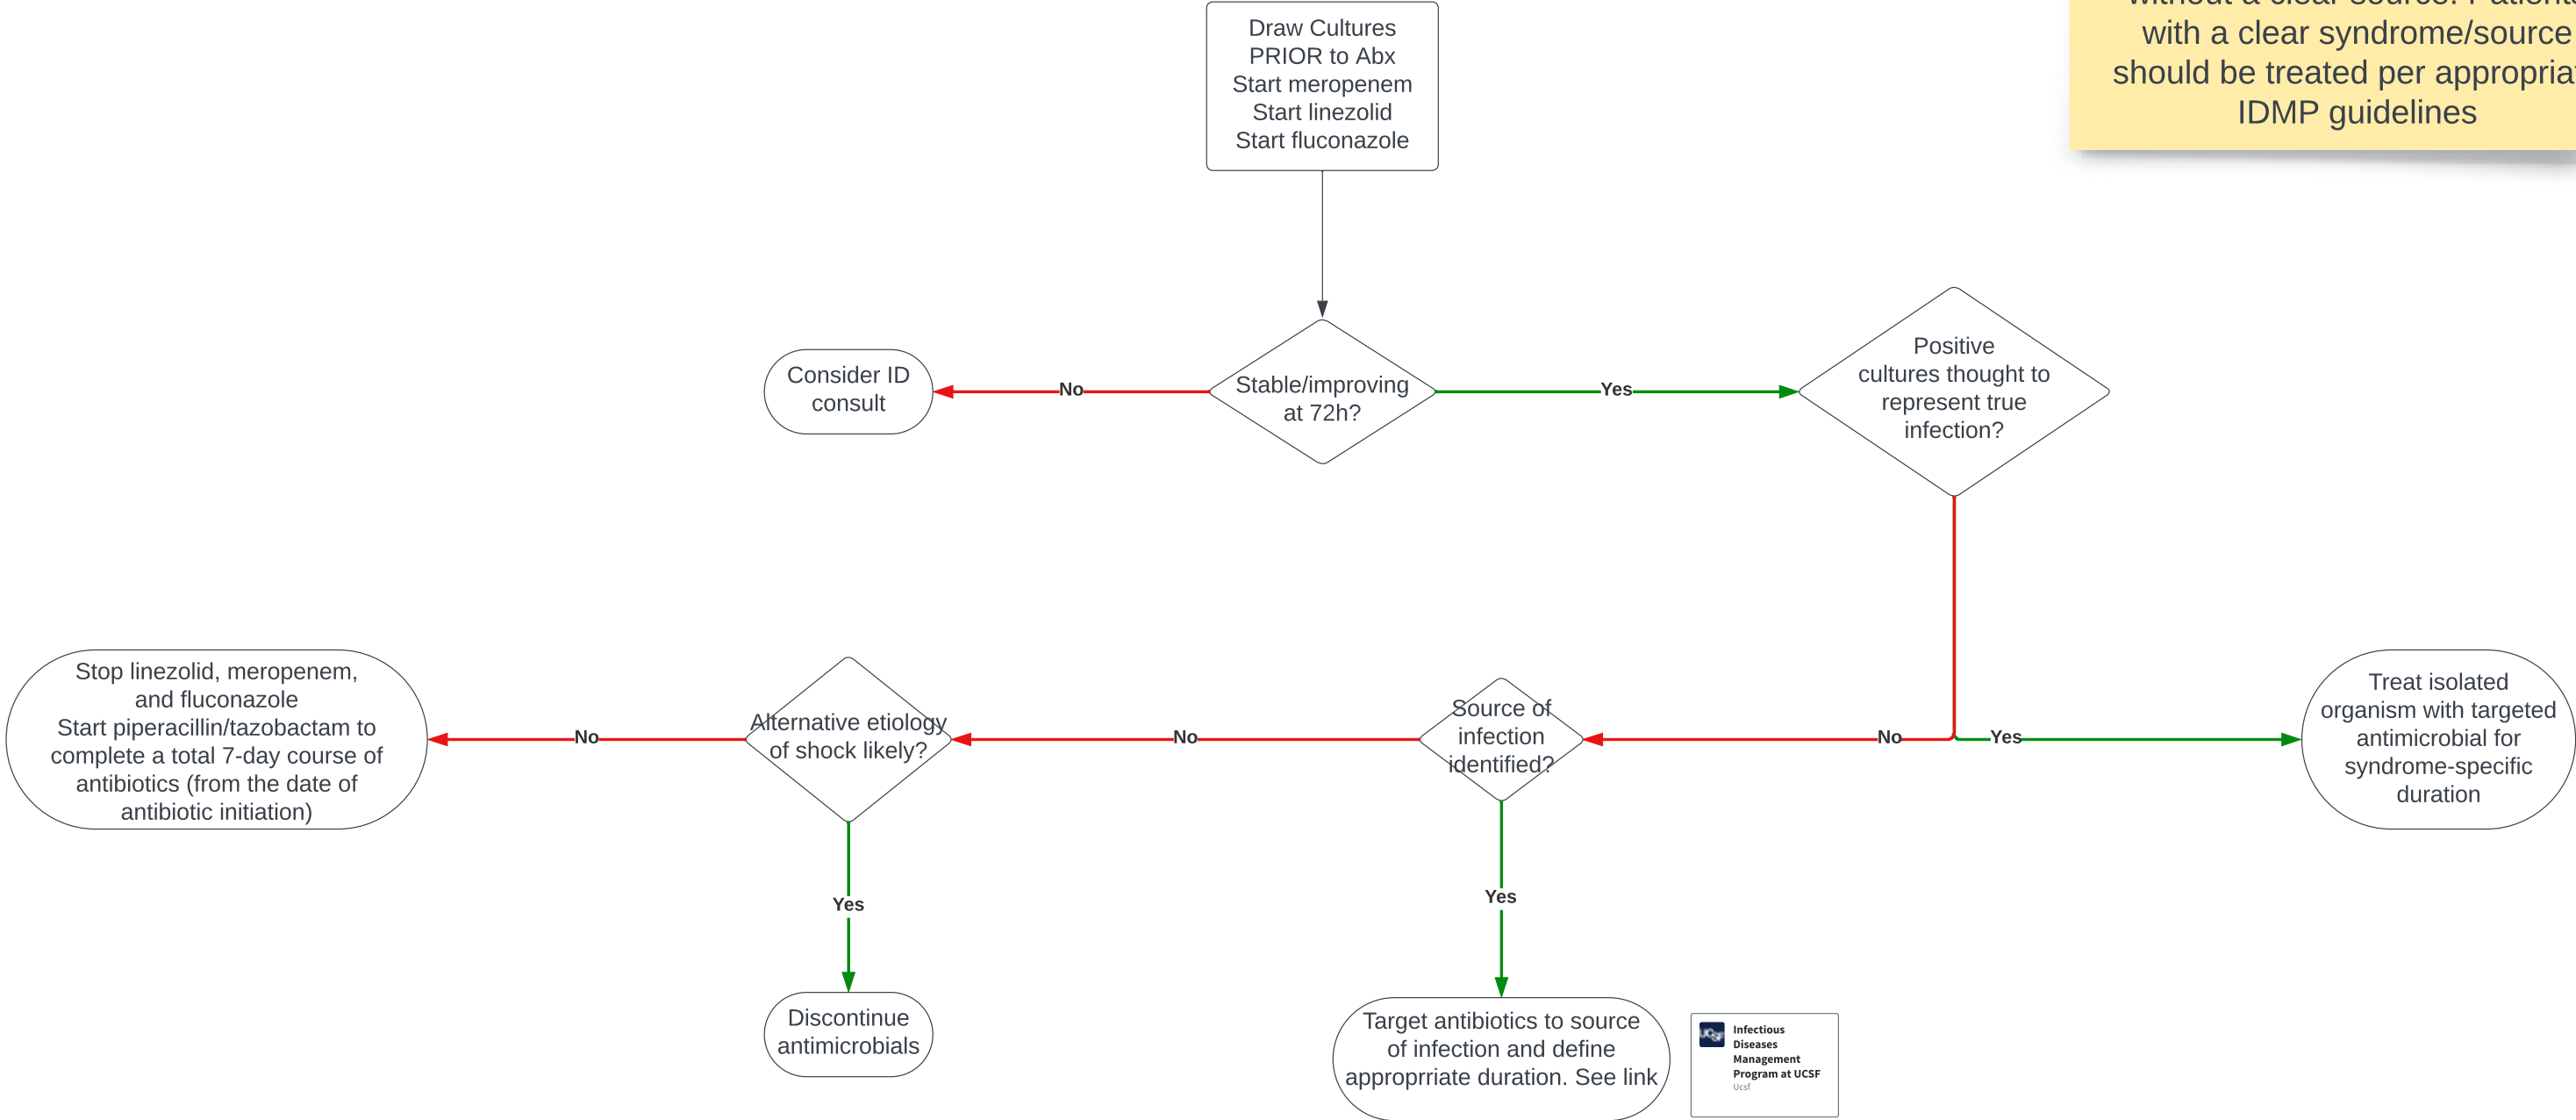 without a clear source. Patients
with a clear syndrome/source
should be treated per
IDMP guidelines
Draw Cultures
PRIOR to Abx
Start meropenem
Start linezolid
Start fluconazole
Consider ID
consult
No
Stable/improving
at 72h?
Yes
Positive
cultures thought to
represent true
infection?
Stop linezolid, meropenem,
and fluconazole
Start piperacillin/tazobactam to
complete a total 7-day course of
antibiotics (from the date of
antibiotic initiation)
No
Alternative etiology
of shock likely?
No
Source of
infection
identified?
No
Yes
Treat isolated
organism with targeted
antimicrobial for
syndrome-specific
duration
Yes
Yes
Discontinue
antimicrobials
Target antibiotics to source
of infection and define
approprriate duration. See link
UCSF
Infectious
Diseases
Management
Program at UCSF
Ucsf